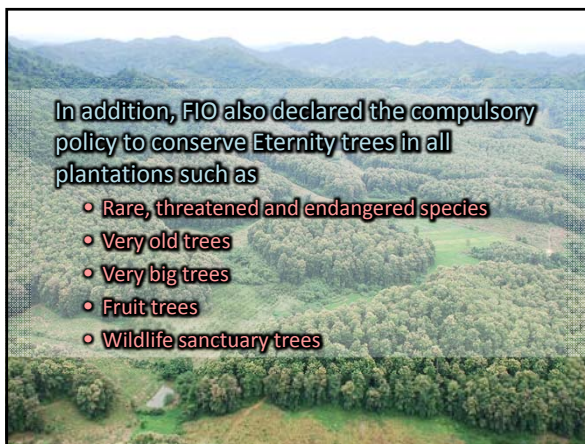 In addition, FIO also declared the compulsory
policy to conserve Eternity trees in all
plantations such as
• Rare, threatened and endangered species
• Very old trees
• Very big trees
• Fruit trees
• Wildlife sanctuary trees